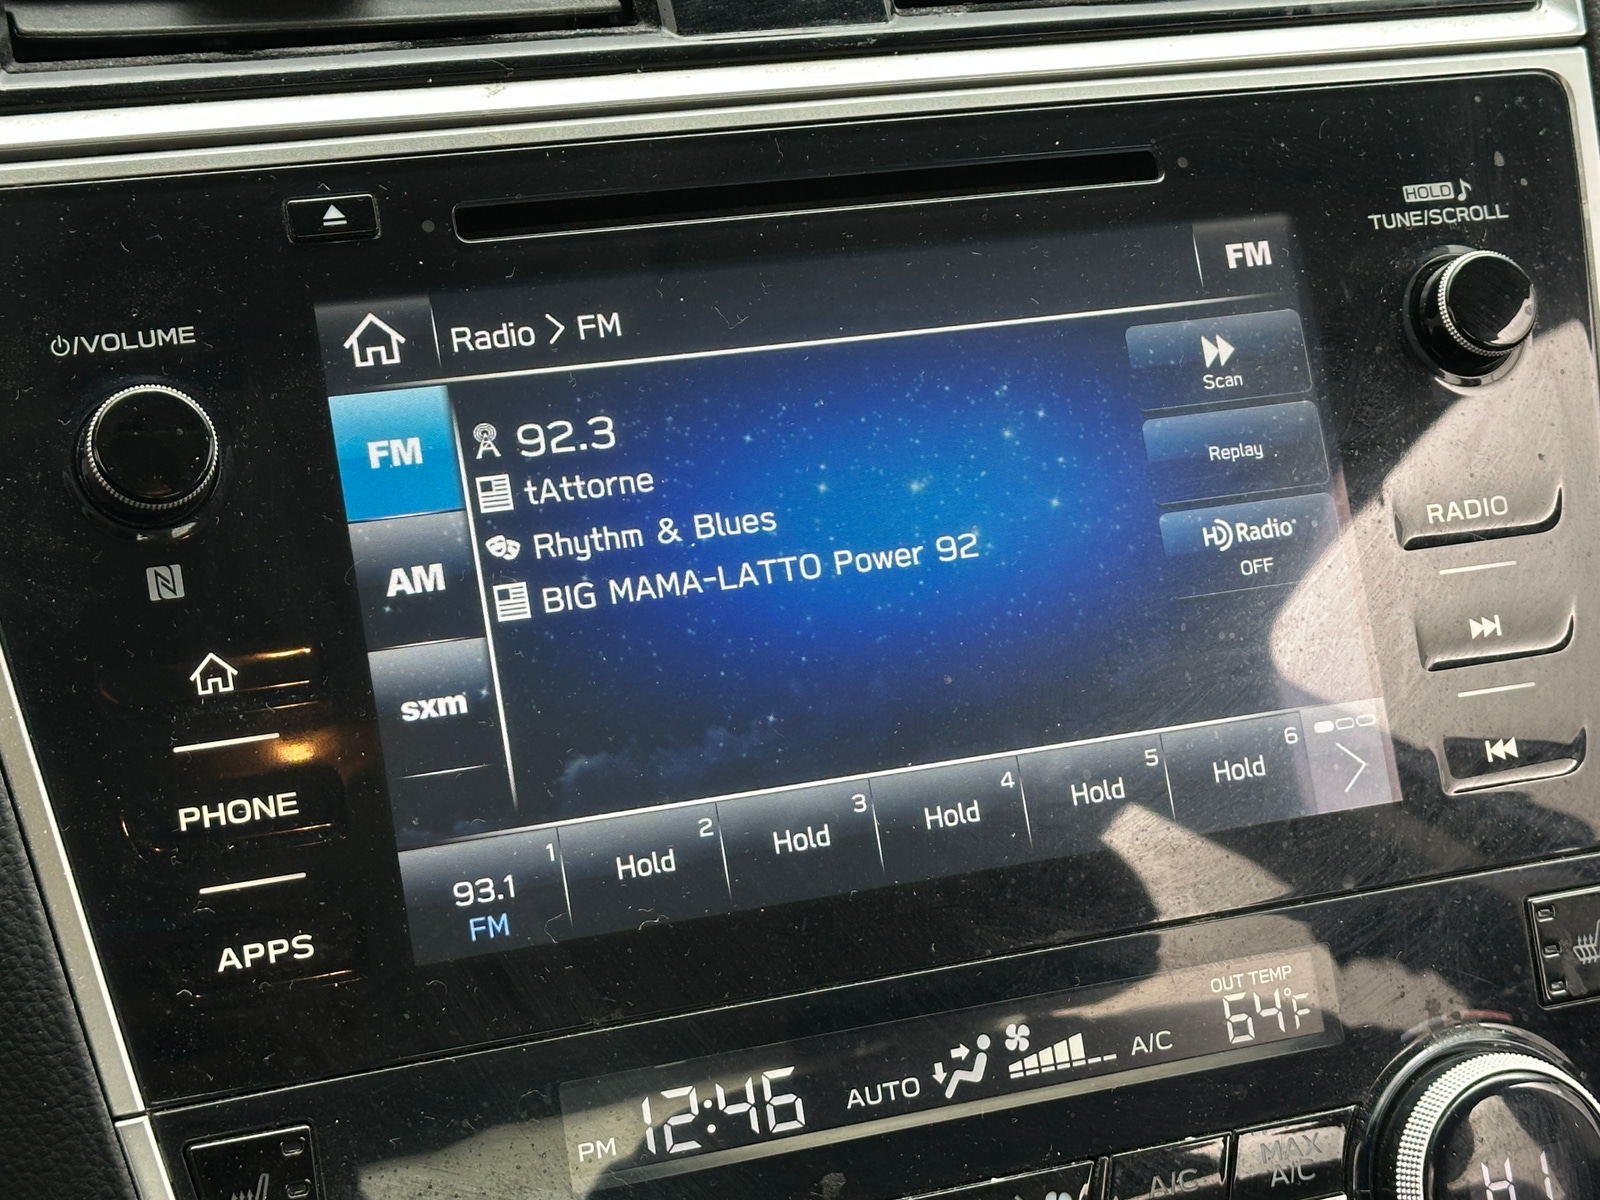 HOLD
TUNE/SCROLL
/VOLUME
FM
Radio > FM
Scan
FM
92.3
tAttorne
Replay
Rhythm & Blues
HD Radio
OFF
RADIO
AM
BIG MAMA-LATTO Power 92
sxm
PHONE
APPS
1
93.1
FM
2
Hold
3
Hold
4
Hold
5
Hold
6
Hold
OUT TEMP
64°F
PM 12:46
AUTO
A/C
A/C
MAX
A/C